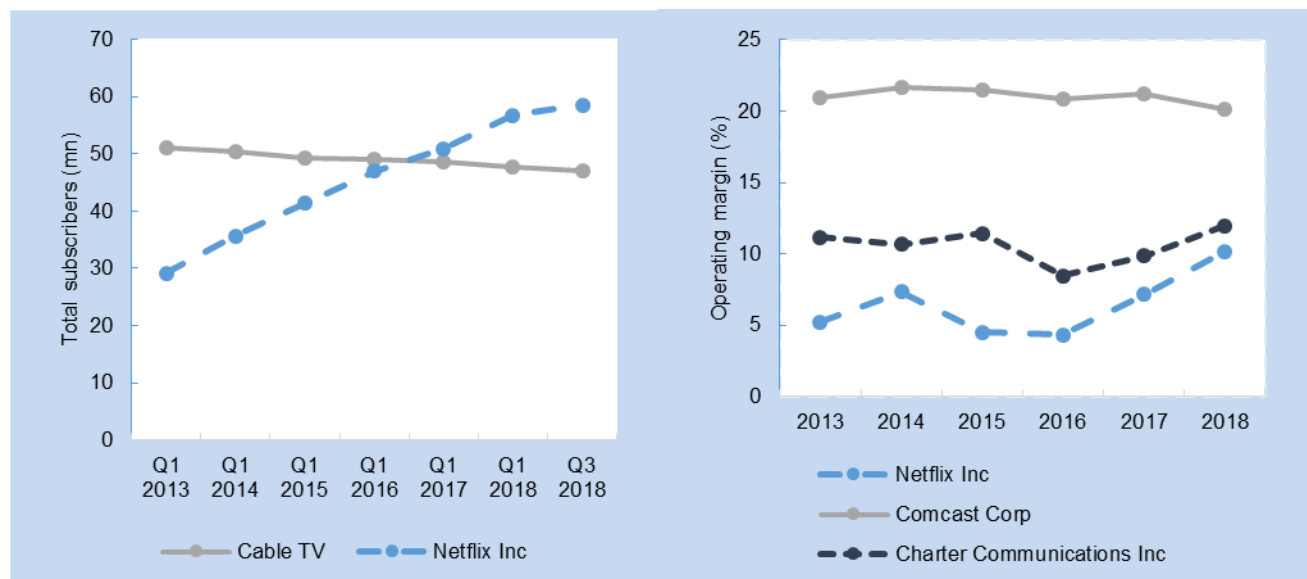 Total subscribers (mn)
70
60
50
40
30
20
10
0
Q1 Q1 Q1 Q1 Q1 Q1 Q3
2013 2014 2015 2016 2017 2018 2018
Cable TV Netflix Inc
Operating margin (%)
25
20
15
10
5
0
2013 2014 2015 2016 2017 2018
Netflix Inc
Comcast Corp
Charter Communications Inc